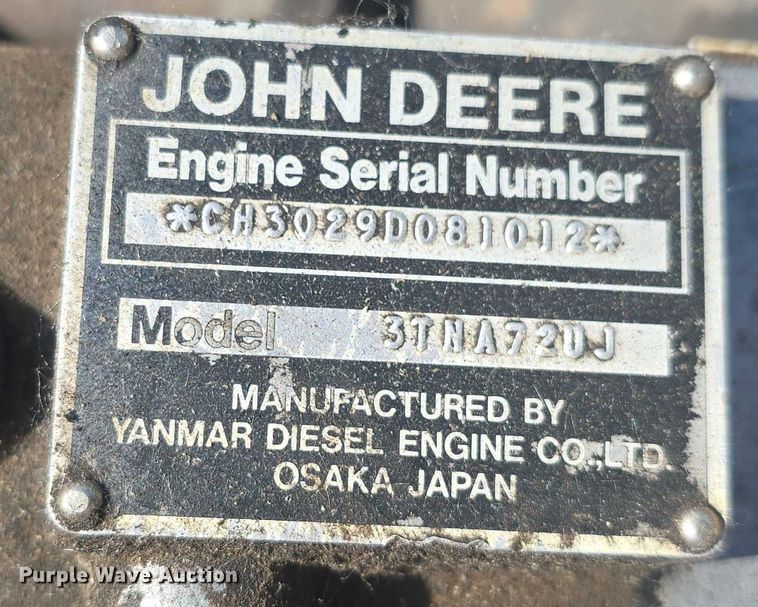 JOHN DEERE
Engine Serial Number
*CH3029D081012*
Model 3TNA72UJ
MANUFACTURED BY
YANMAR DIESEL ENGINE CO.,LTD.
OSAKA JAPAN
Purple Wave Auction